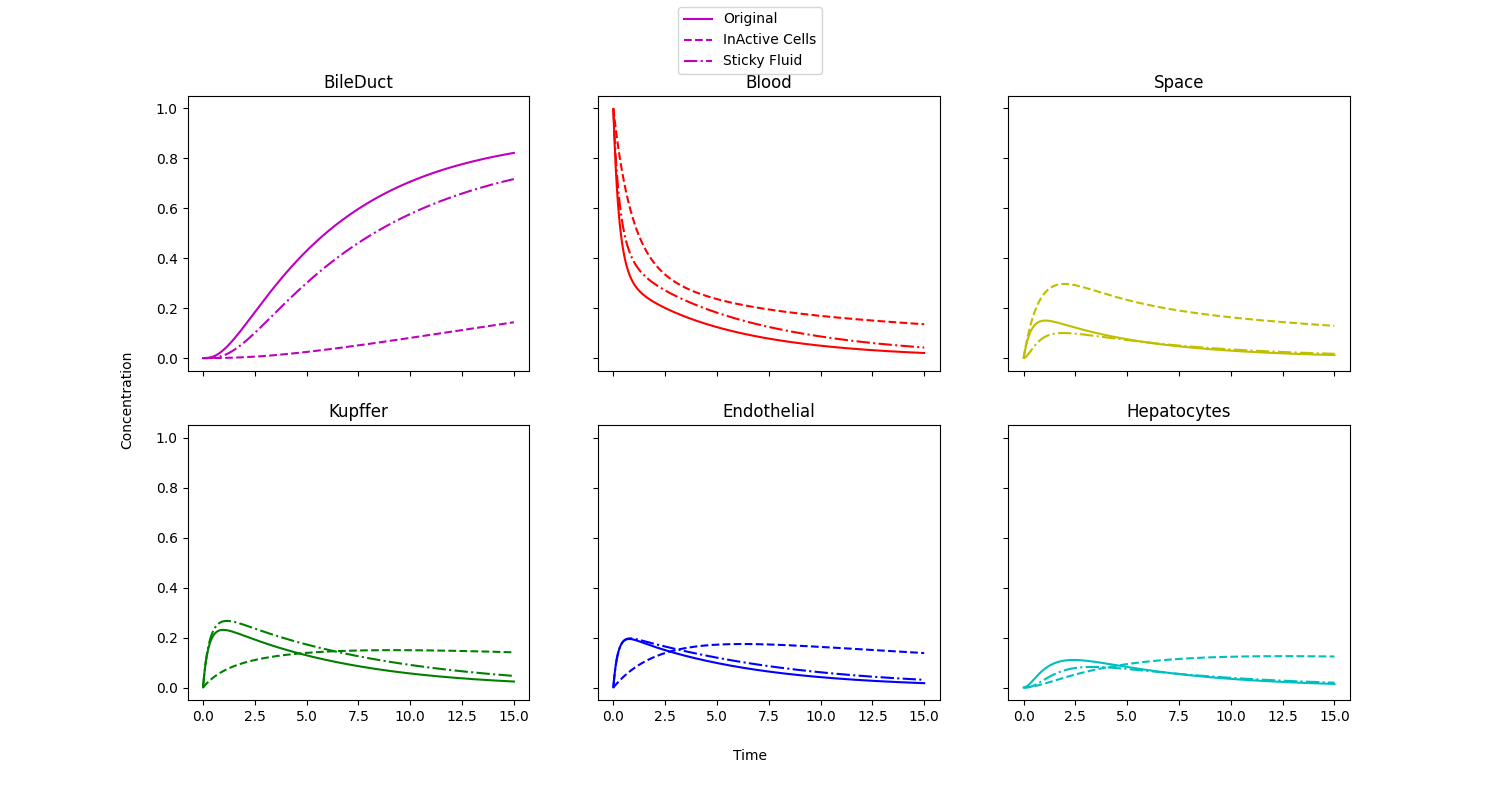 Original
InActive Cells
Sticky Fluid
BileDuct
Blood
Space
1.0
0.8
0.6
0.4
0.2
0.0
Concentration
Kupffer
Endothelial
Hepatocytes
1.0
0.8
0.6
0.4
0.2
0.0
0.0 2.5 5.0 7.5 10.0 12.5 15.0
0.0 2.5 5.0 7.5 10.0 12.5 15.0
0.0 2.5 5.0 7.5 10.0 12.5 15.0
Time